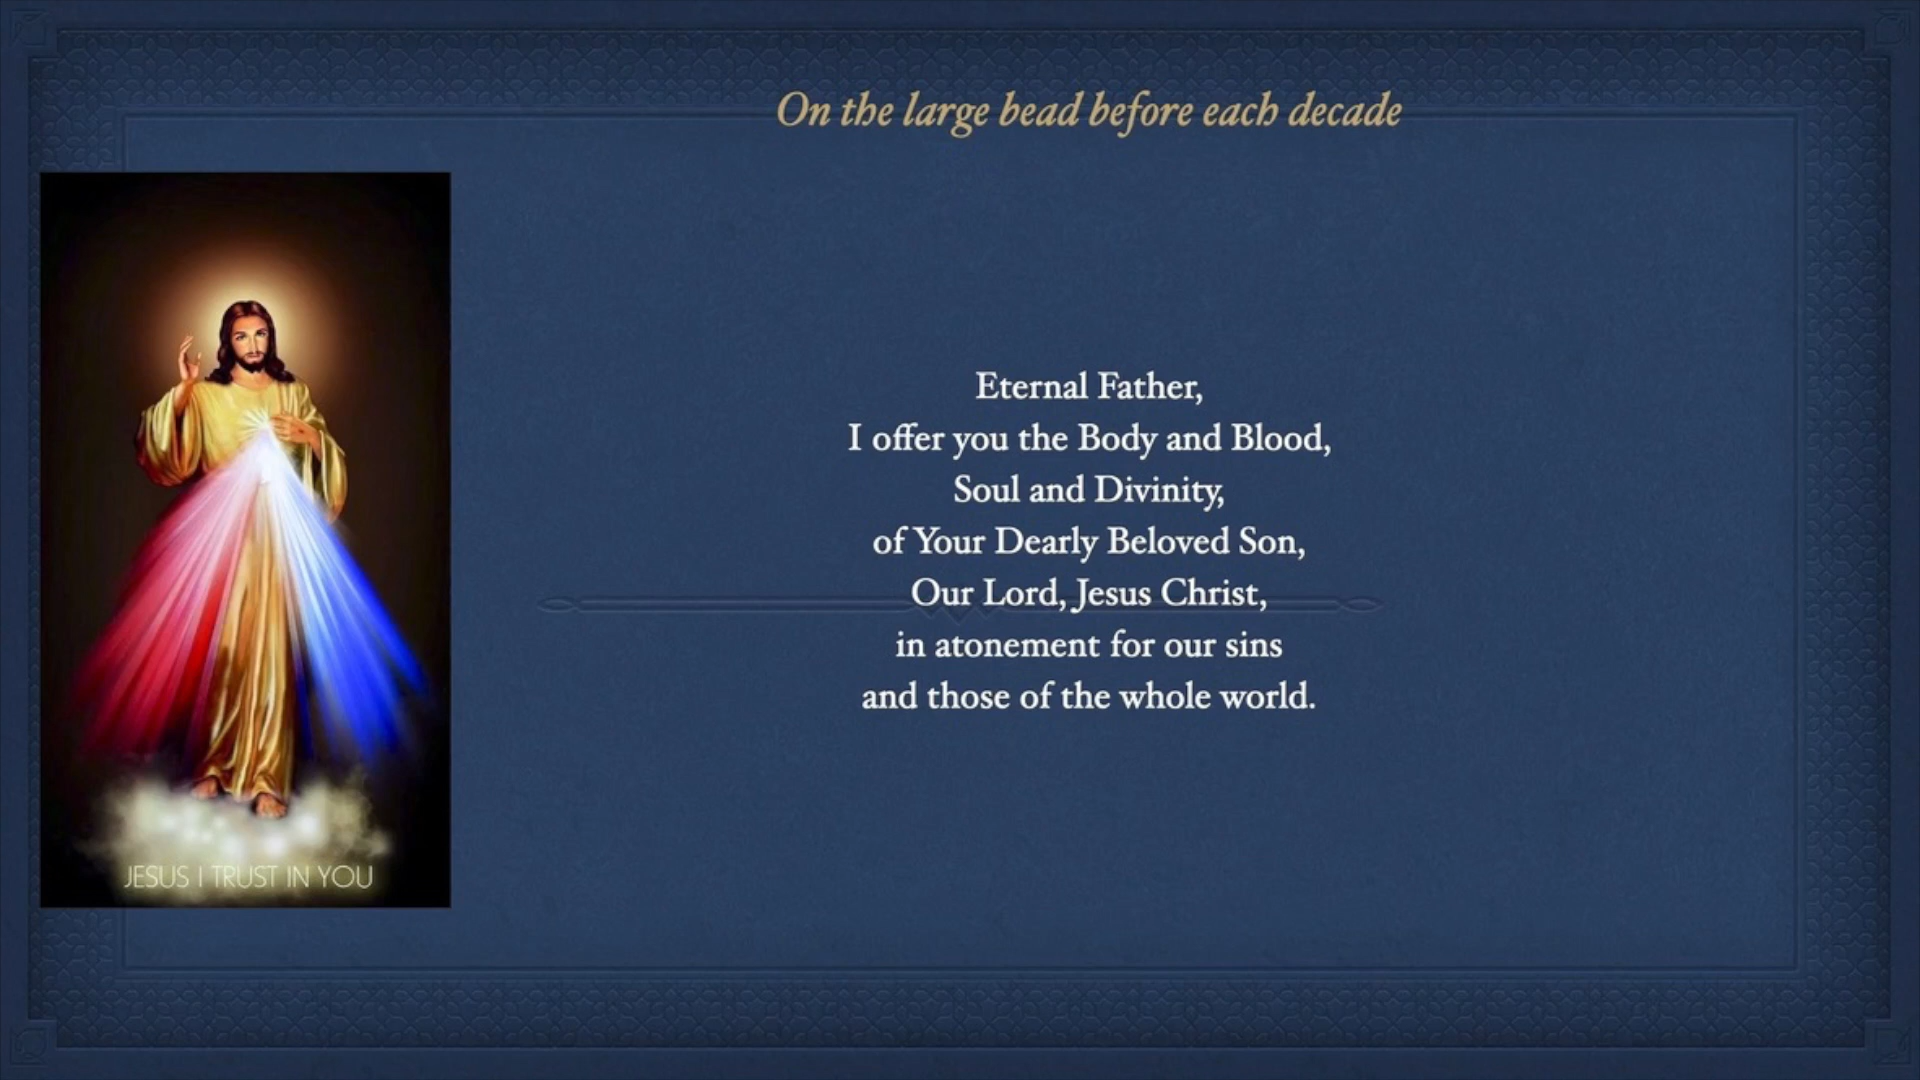 On the large bead before each decade
Eternal Father,
I offer you the Body and Blood,
Soul and Divinity,
of Your Dearly Beloved Son,
Our Lord, Jesus Christ,
in atonement for our sins
and those of the whole world.
JESUS I TRUST IN YOU